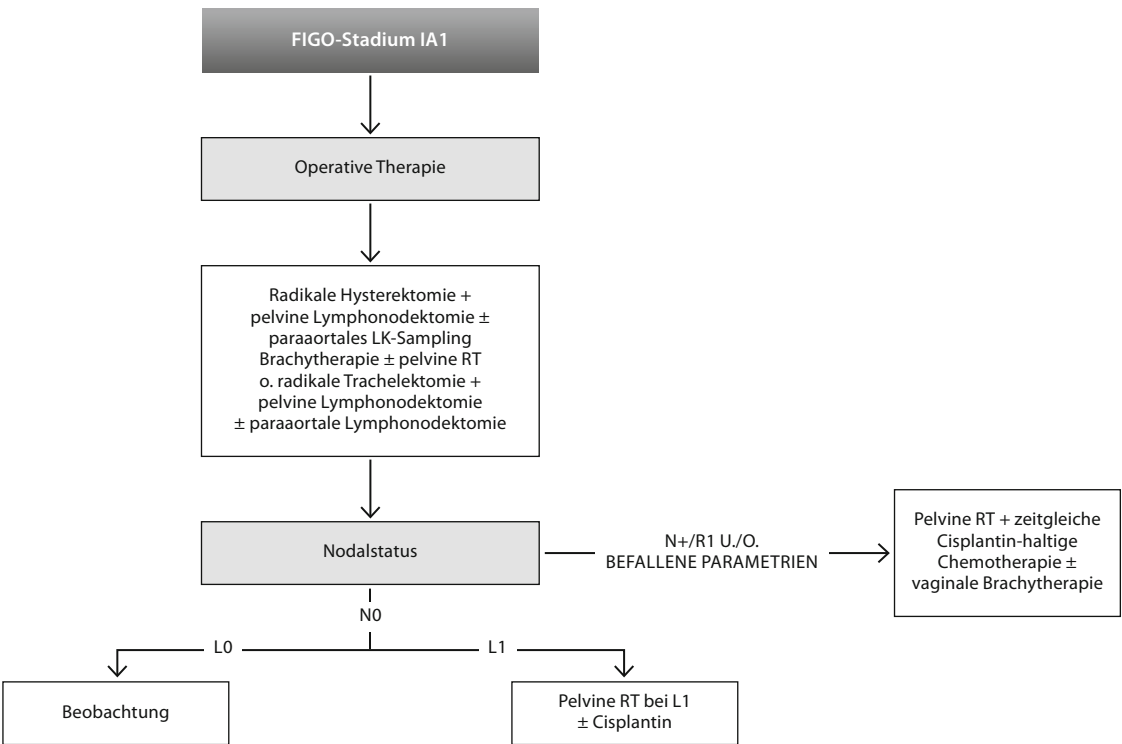 FIGO-Stadium IA1
Operative Therapie
Radikale Hysterektomie +
pelvine Lymphonodektomie ±
paraaortales LK-Sampling
Brachytherapie ± pelvine RT
o. radikale Trachelektomie +
pelvine Lymphonodektomie
± paraaortale Lymphonodektomie
Nodalstatus
N+/R1 U./O.
BEFALLENE PARAMETRIEN
Pelvine RT + zeitgleiche
Cisplantin-haltige
Chemotherapie ±
vaginale Brachytherapie
N0
L0
L1
Beobachtung
Pelvine RT bei L1
± Cisplantin